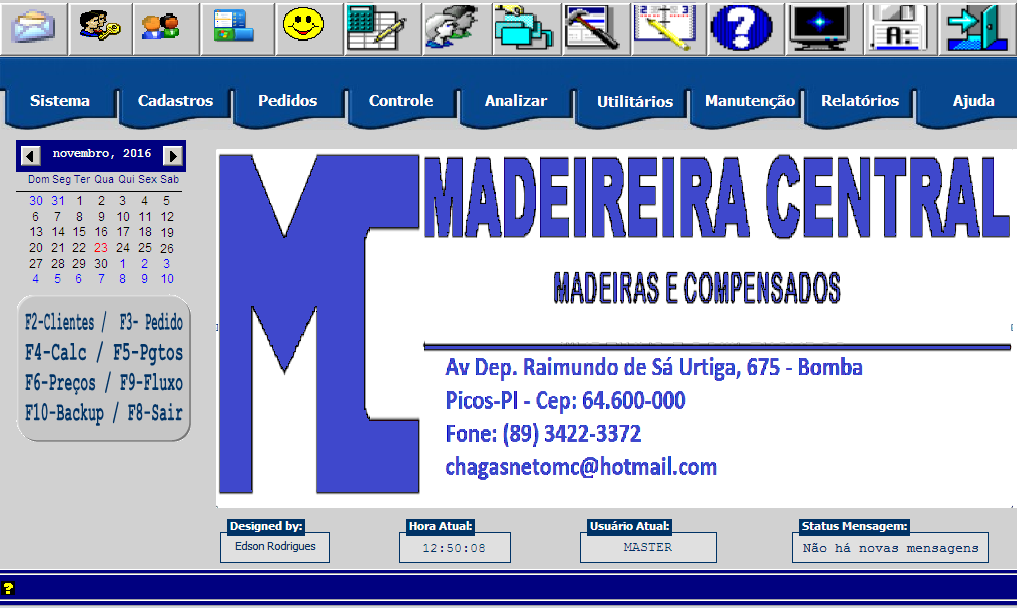 A:
Sistema Cadastros Pedidos Controle Analizar Utilitários Manutenção Relatórios Ajuda
novembro, 2016
Dom Seg Ter Qua Qui Sex Sab
30 31 1 2 3 4 5
6 7 8 9 10 11 12
13 14 15 16 17 18 19
20 21 22 23 24 25 26
27 28 29 30 1 2 3
4 5 6 7 8 9 10
F2-Clientes / F3- Pedido
F4-Calc / F5-Pgtos
F6-Preços / F9-Fluxo
F10-Backup / F8-Sair
MC
MADEIREIRA CENTRAL
MADEIRAS E COMPENSADOS
Av Dep. Raimundo de Sá Urtiga, 675 - Bomba
Picos-PI - Cep: 64.600-000
Fone: (89) 3422-3372
chagasnetomc@hotmail.com
Designed by: Hora Atual: Usuário Atual: Status Mensagem:
Edson Rodrigues 12:50:08 MASTER Não há novas mensagens
?